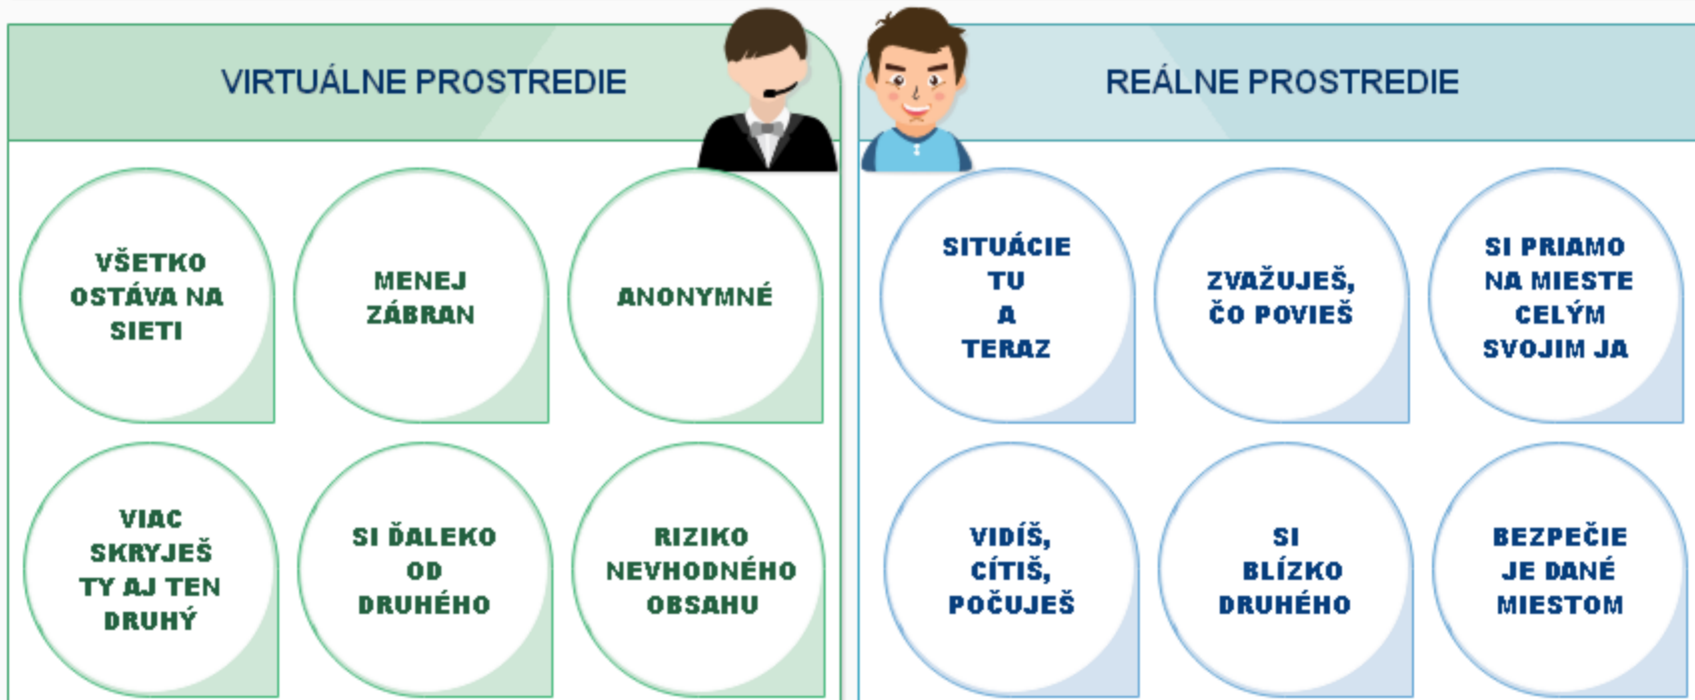 VIRTUÁLNE PROSTREDIE
VŠETKO
OSTÁVA NA
SIETI
MENEJ
ZÁBRAN
ANONYMNÉ
VIAC
SKRYJEŠ
TY AJ TEN
DRUHÝ
SI ĎALEKO
OD
DRUHÉHO
RIZIKO
NEVHODNÉHO
OBSAHU
REÁLNE PROSTREDIE
SITUÁCIE
TU
A
TERAZ
ZVAŽUJEŠ,
ČO POVIEŠ
SI PRIAMO
NA MIESTE
CELÝM
SVOJIM JA
VIDÍŠ,
CÍTIŠ,
POČUJEŠ
SI
BLÍZKO
DRUHÉHO
BEZPEČIE
JE DANÉ
MIESTOM